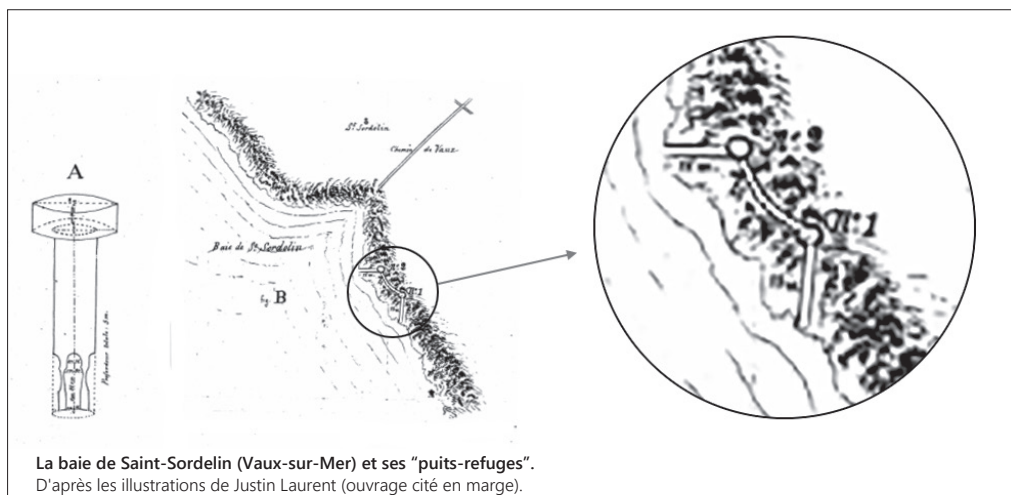 A
St Sordelin
Chemin de Vaux
Baie de St-Sordelin
fig B
n: 2
n: 1
n: 1
La baie de Saint-Sordelin (Vaux-sur-Mer) et ses “puits-refuges”.
D'après les illustrations de Justin Laurent (ouvrage cité en marge).